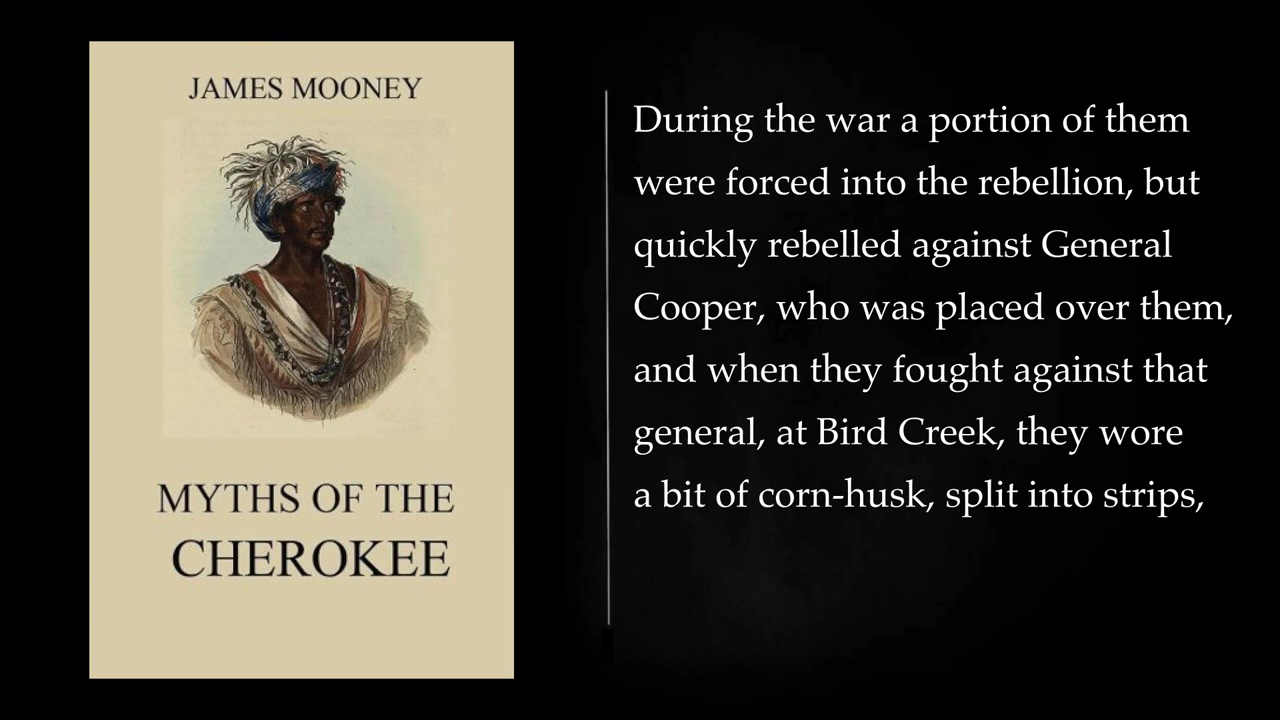 JAMES MOONEY
MYTHS OF THE
CHEROKEE
During the war a portion of them
were forced into the rebellion, but
quickly rebelled against General
Cooper, who was placed over them,
and when they fought against that
general, at Bird Creek, they wore
a bit of corn-husk, split into strips,